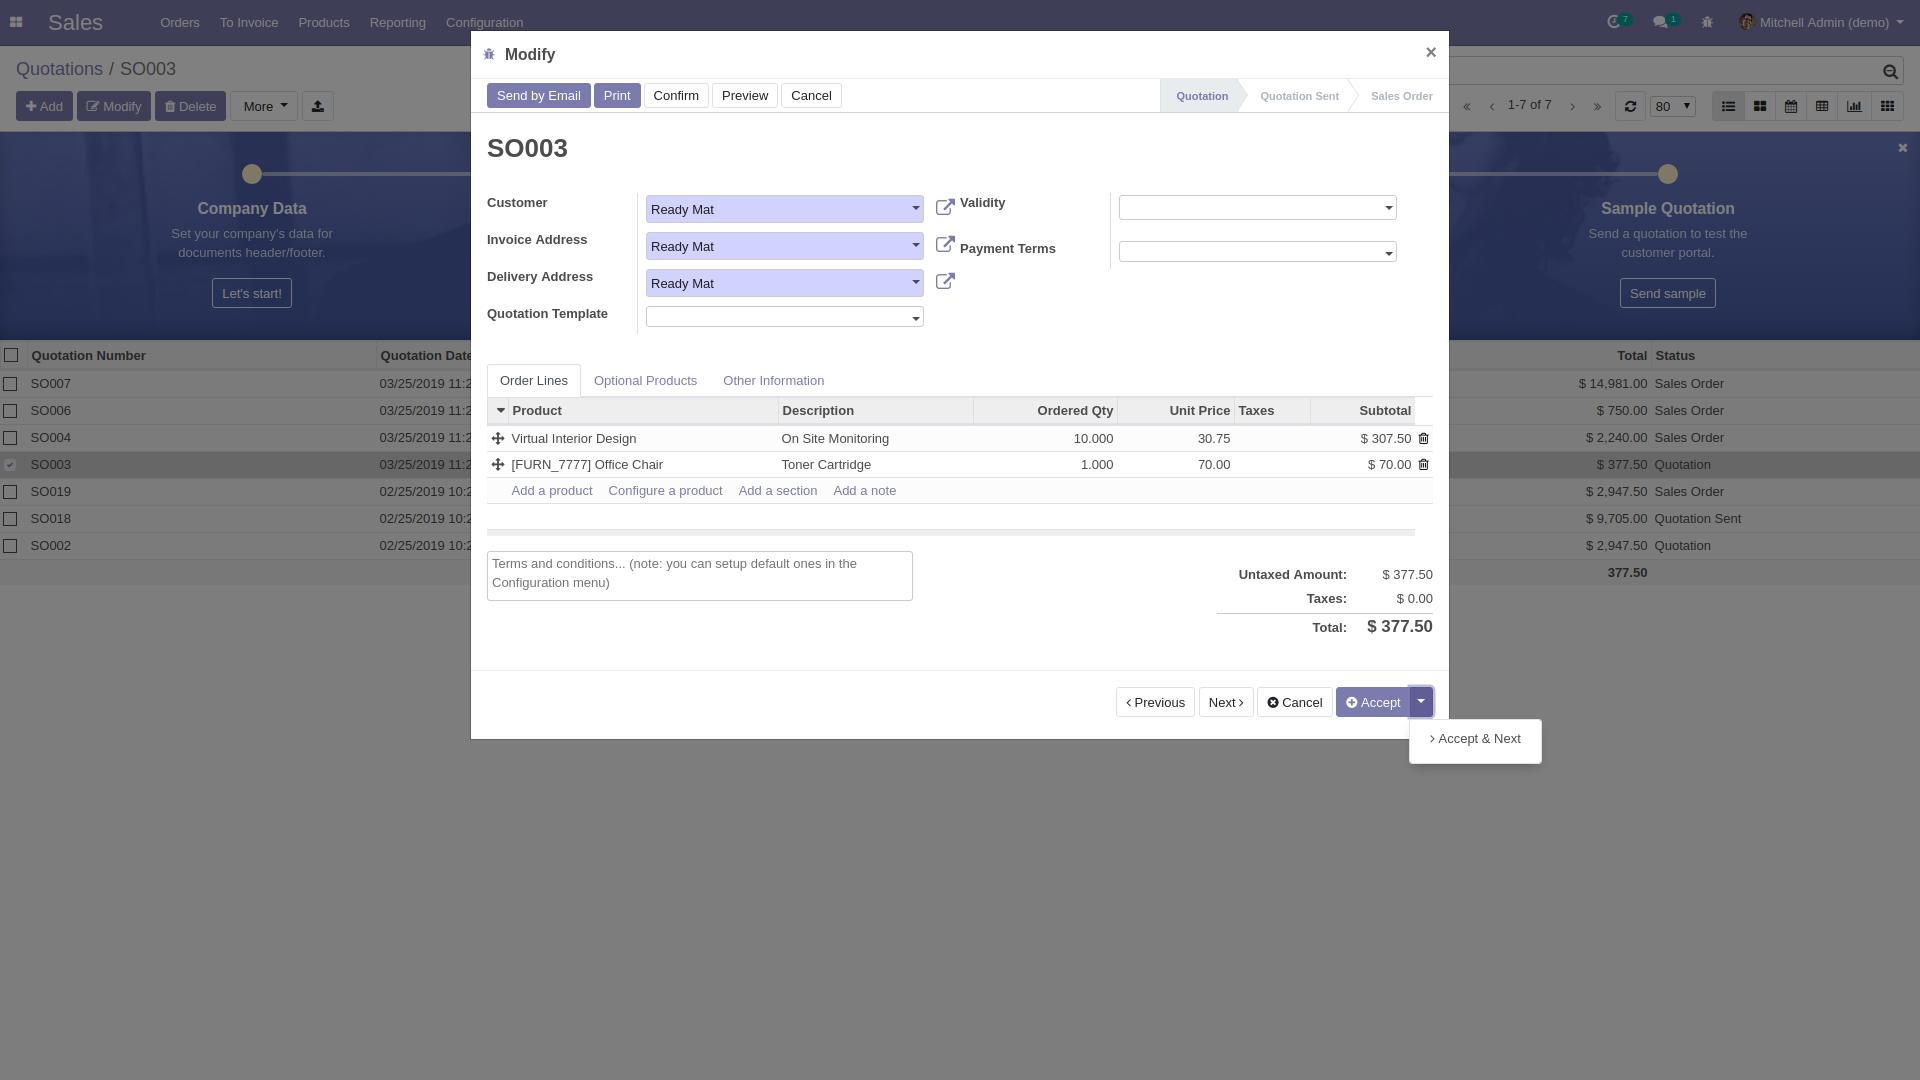 Sales Orders To Invoice Products Reporting Configuration 7 1 Mitchell Admin (demo)
Quotations / SO003
Add Modify Delete More 1-7 of 7 80
Modify ×
Send by Email Print Confirm Preview Cancel Quotation Quotation Sent Sales Order
SO003
Customer Ready Mat Validity
Invoice Address Ready Mat Payment Terms
Delivery Address Ready Mat
Quotation Template
Order Lines Optional Products Other Information
Product Description Ordered Qty Unit Price Taxes Subtotal
Virtual Interior Design On Site Monitoring 10.000 30.75 $ 307.50
[FURN_7777] Office Chair Toner Cartridge 1.000 70.00 $ 70.00
Add a product Configure a product Add a section Add a note
Terms and conditions... (note: you can setup default ones in the
Configuration menu)
Untaxed Amount: $ 377.50
Taxes: $ 0.00
Total: $ 377.50
Previous Next Cancel Accept
Accept & Next
Company Data
Set your company's data for
documents header/footer.
Let's start!
Sample Quotation
Send a quotation to test the
customer portal.
Send sample
Quotation Number Quotation Date Total Status
SO007 03/25/2019 11:2 $ 14,981.00 Sales Order
SO006 03/25/2019 11:2 $ 750.00 Sales Order
SO004 03/25/2019 11:2 $ 2,240.00 Sales Order
SO003 03/25/2019 11:2 $ 377.50 Quotation
SO019 02/25/2019 10:2 $ 2,947.50 Sales Order
SO018 02/25/2019 10:2 $ 9,705.00 Quotation Sent
SO002 02/25/2019 10:2 $ 2,947.50 Quotation
377.50